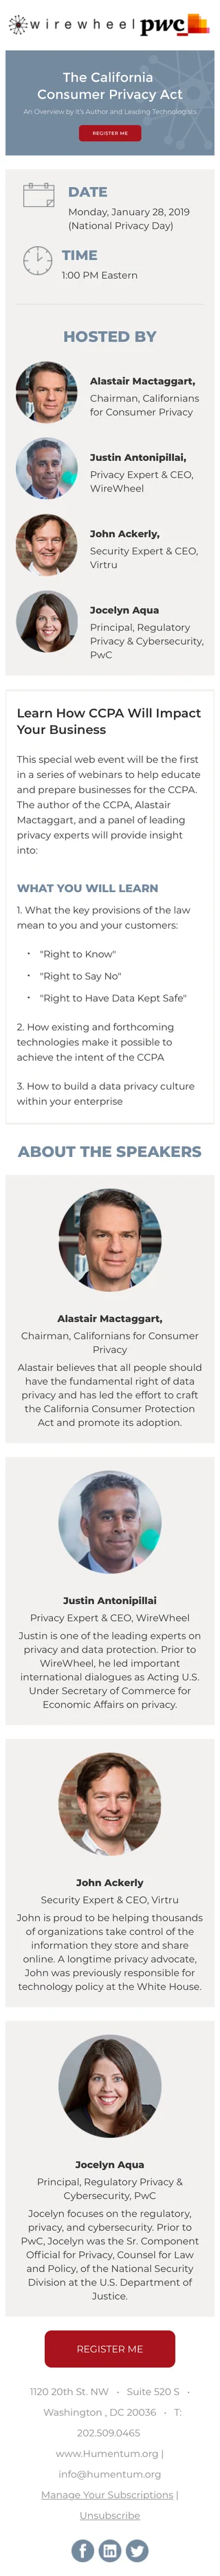 wirewheel pwc
The California
Consumer Privacy Act
An Overview by it's Author and Leading Technologists
REGISTER ME
DATE
Monday, January 28, 2019
(National Privacy Day)
TIME
1:00 PM Eastern
HOSTED BY
Alastair Mactaggart,
Chairman, Californians
for Consumer Privacy
Justin Antonipillai,
Privacy Expert & CEO,
WireWheel
John Ackerly,
Security Expert & CEO,
Virtru
Jocelyn Aqua
Principal, Regulatory
Privacy & Cybersecurity,
PwC
Learn How CCPA Will Impact
Your Business
This special web event will be the first
in a series of webinars to help educate
and prepare businesses for the CCPA.
The author of the CCPA, Alastair
Mactaggart, and a panel of leading
privacy experts will provide insight
into:
WHAT YOU WILL LEARN
1. What the key provisions of the law
mean to you and your customers:
• "Right to Know"
• "Right to Say No"
• "Right to Have Data Kept Safe"
2. How existing and forthcoming
technologies make it possible to
achieve the intent of the CCPA
3. How to build a data privacy culture
within your enterprise
ABOUT THE SPEAKERS
Alastair Mactaggart,
Chairman, Californians for Consumer
Privacy
Alastair believes that all people should
have the fundamental right of data
privacy and has led the effort to craft
the California Consumer Protection
Act and promote its adoption.
Justin Antonipillai
Privacy Expert & CEO, WireWheel
Justin is one of the leading experts on
privacy and data protection. Prior to
WireWheel, he led important
international dialogues as Acting U.S.
Under Secretary of Commerce for
Economic Affairs on privacy.
John Ackerly
Security Expert & CEO, Virtru
John is proud to be helping thousands
of organizations take control of the
information they store and share
online. A longtime privacy advocate,
John was previously responsible for
technology policy at the White House.
Jocelyn Aqua
Principal, Regulatory Privacy &
Cybersecurity, PwC
Jocelyn focuses on the regulatory,
privacy, and cybersecurity. Prior to
PwC, Jocelyn was the Sr. Component
Official for Privacy, Counsel for Law
and Policy, of the National Security
Division at the U.S. Department of
Justice.
REGISTER ME
1120 20th St. NW • Suite 520 S •
Washington , DC 20036 • T:
202.509.0465
www.Humentum.org |
info@humentum.org
Manage Your Subscriptions |
Unsubscribe